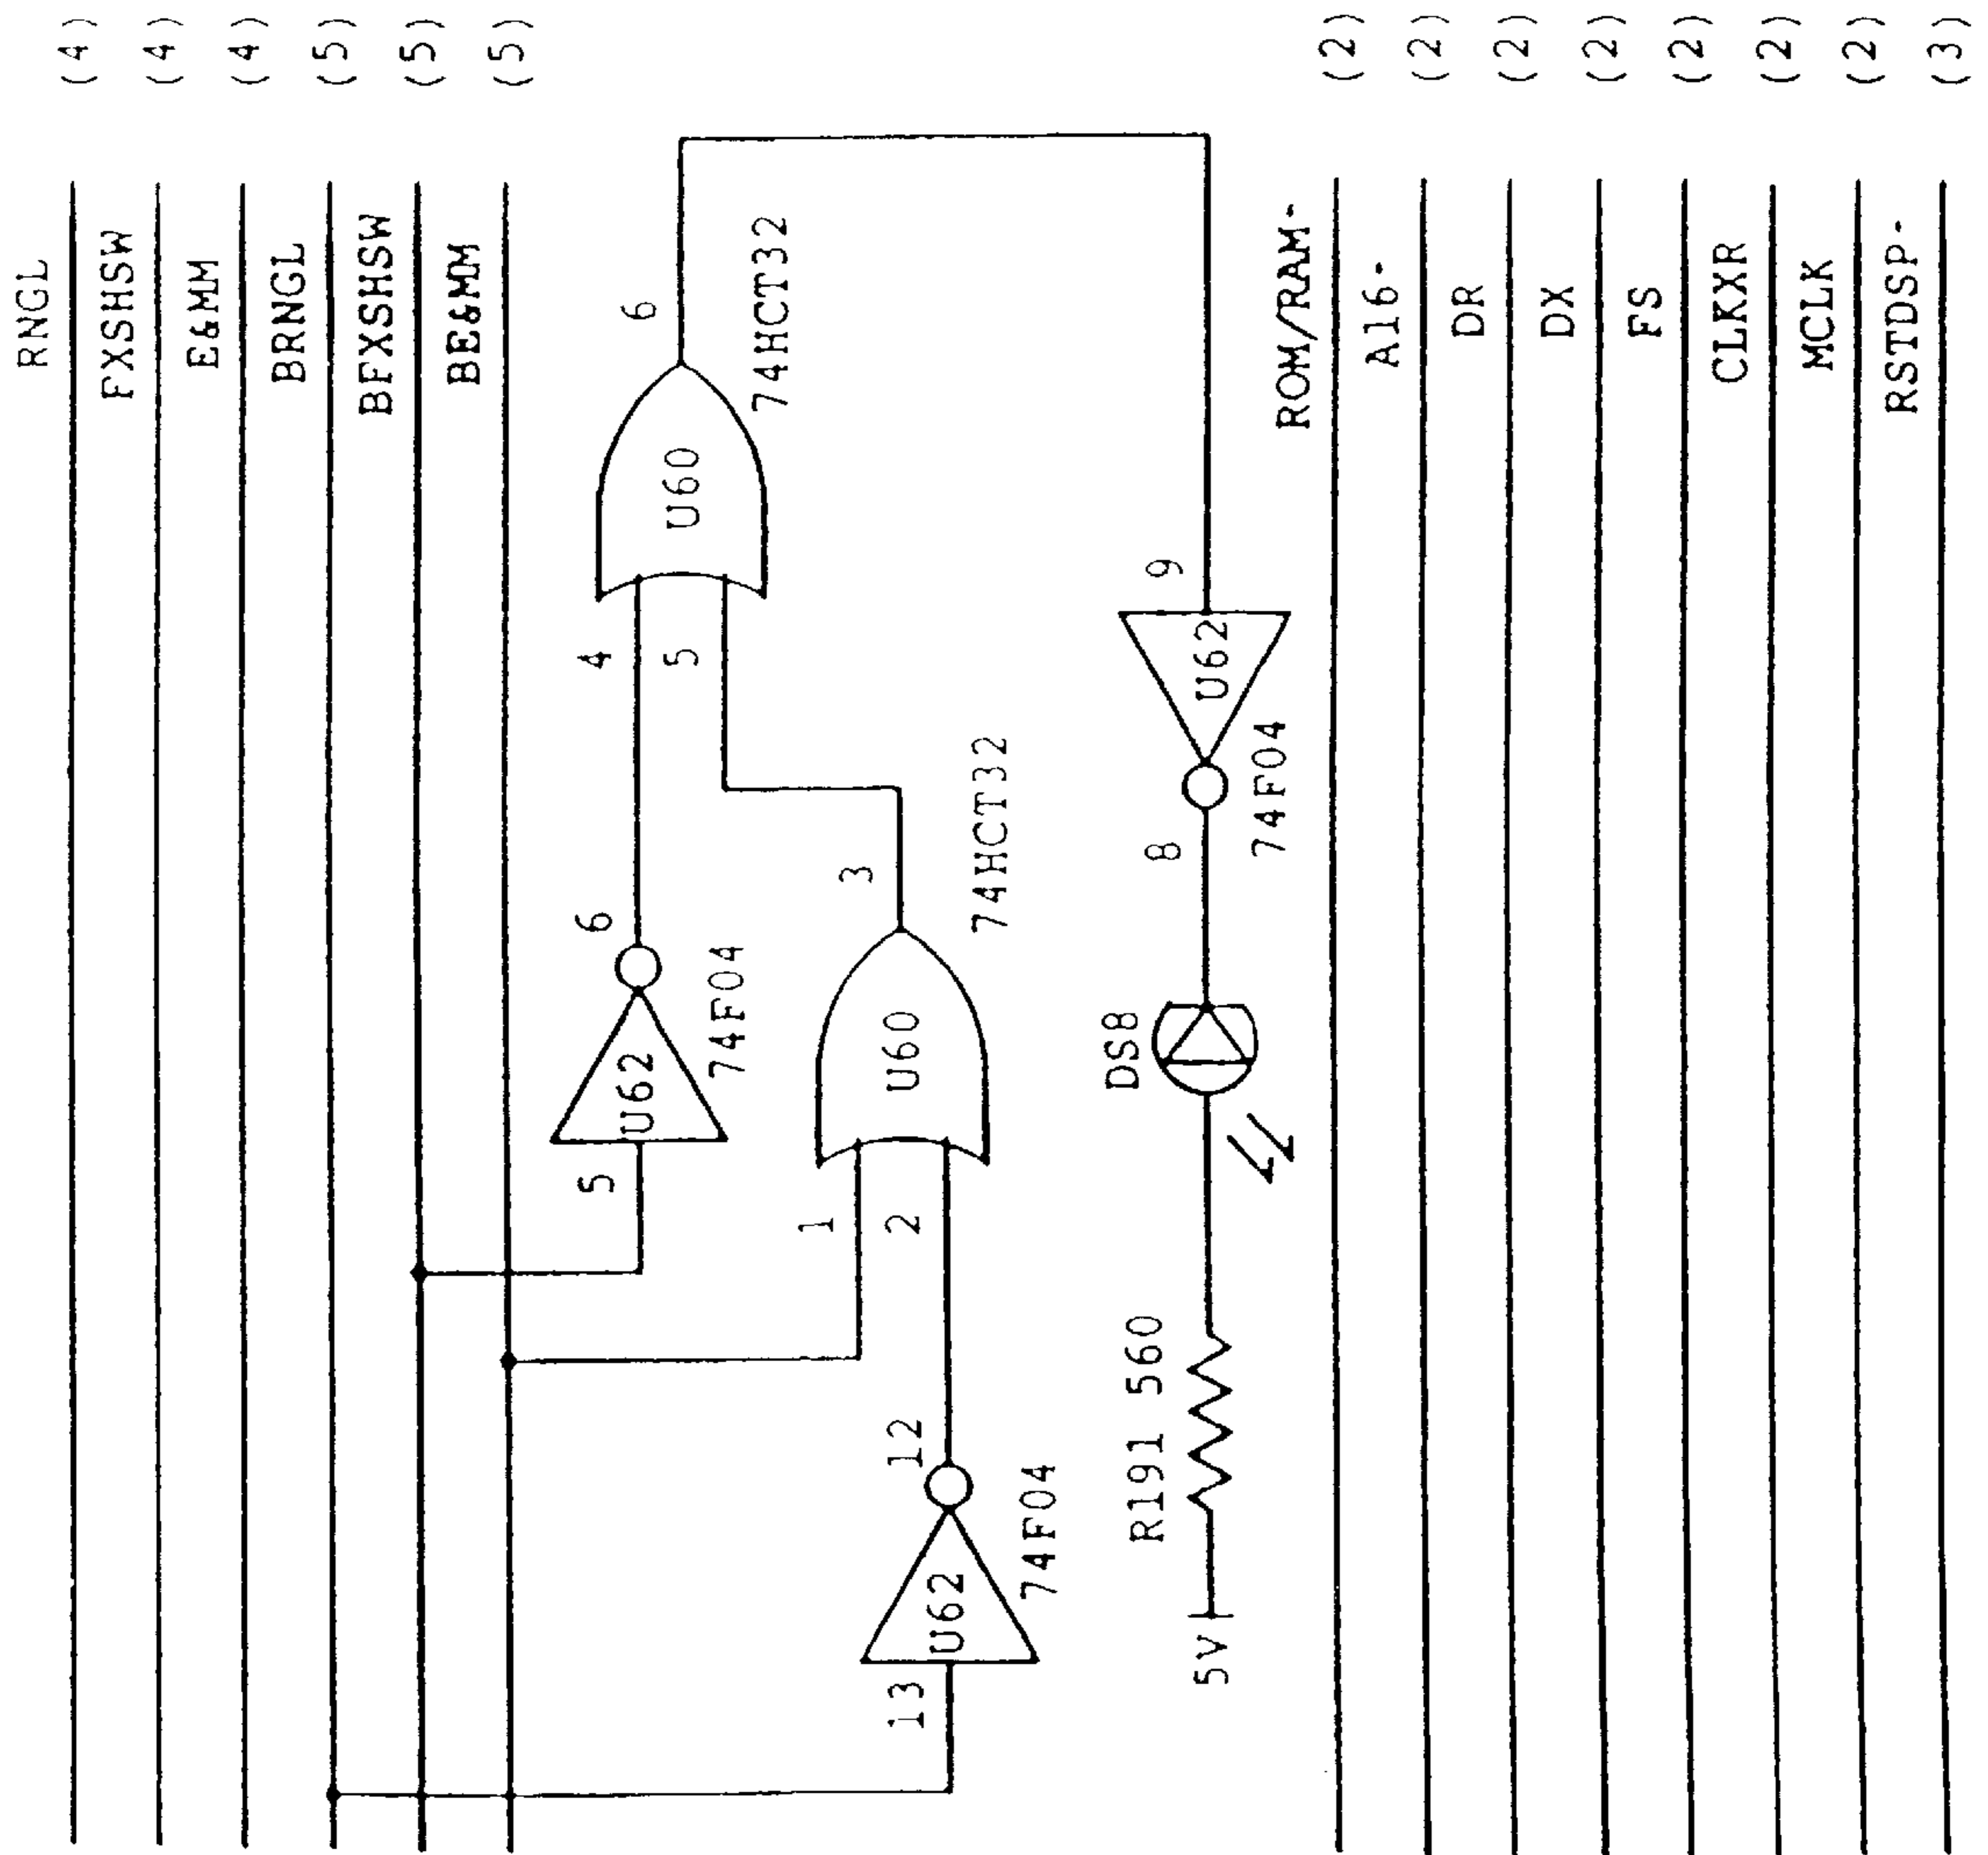 RNGL (4)
FXSHSW (4)
E&MM (4)
BRNGL (5)
BFXSHSW (5)
BE&MM (5)
5 U62 6
74F04
4
5
U60 6
74HCT32
1
2
U60 3
74HCT32
13 U62 12
74F04
5V R191 560
DS8
8 U62 9
74F04
ROM/RAM- (2)
A16- (2)
DR (2)
DX (2)
FS (2)
CLKXR (2)
MCLK (2)
RSTDSP- (3)